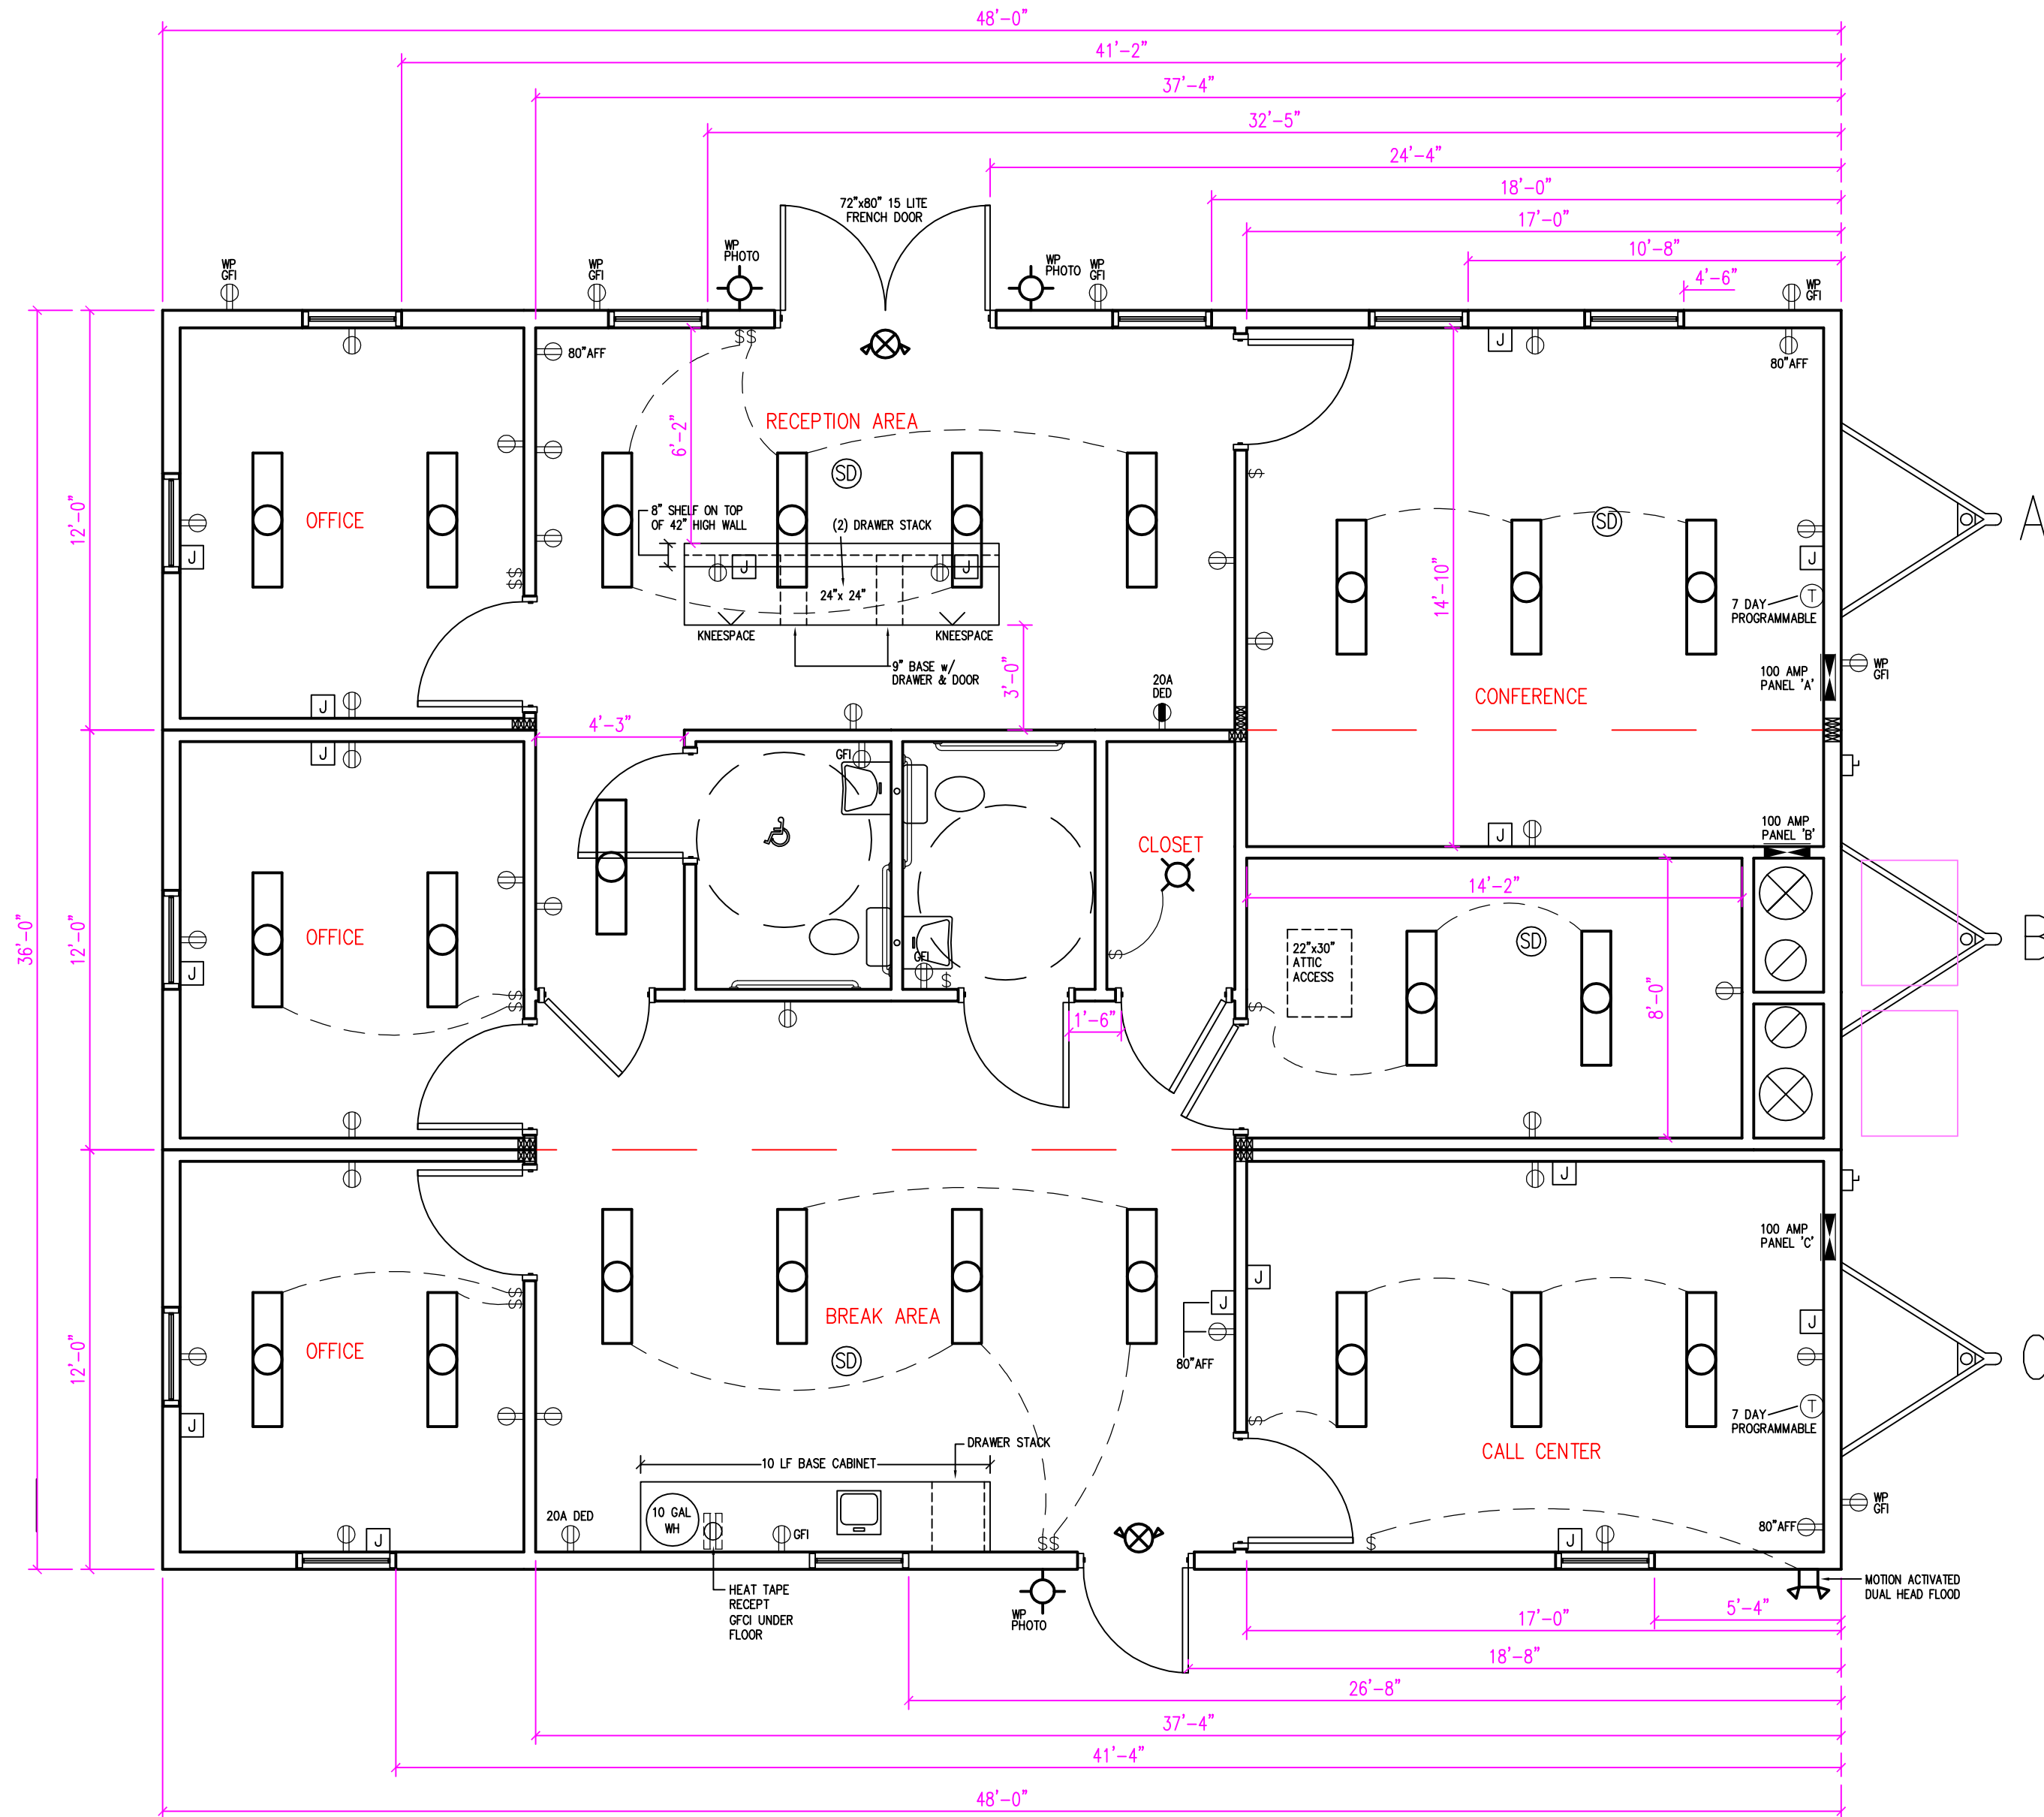 48'-0"
41'-2"
37'-4"
32'-5"
24'-4"
18'-0"
17'-0"
10'-8"
4'-6"
72"x80" 15 LITE
FRENCH DOOR
WP
GFI
WP
GFI
WP
PHOTO
WP
PHOTO
WP
GFI
WP
GFI
80"AFF
J
80"AFF
$$
RECEPTION AREA
6'-2"
SD
$
SD
A
12'-0"
OFFICE
8" SHELF ON TOP
OF 42" HIGH WALL
(2) DRAWER STACK
J
J
J
J
$$
24"x 24"
14'-10"
7 DAY
PROGRAMMABLE
T
KNEESPACE
KNEESPACE
9" BASE w/
DRAWER & DOOR
3'-0"
20A
DED
100 AMP
PANEL 'A'
WP
GFI
CONFERENCE
J
4'-3"
J
GFI
CLOSET
J
100 AMP
PANEL 'B'
14'-2"
36'-0"
12'-0"
OFFICE
J
GFI
$
$
22"x30"
ATTIC
ACCESS
SD
B
$$
$
8'-0"
1'-6"
J
100 AMP
PANEL 'C'
J
J
J
$$
BREAK AREA
12'-0"
OFFICE
SD
80"AFF
C
7 DAY
PROGRAMMABLE
T
J
$
DRAWER STACK
CALL CENTER
10 LF BASE CABINET
20A DED
10 GAL
WH
GFI
WP
GFI
80"AFF
J
$$
$
J
HEAT TAPE
RECEPT
GFCI UNDER
FLOOR
WP
PHOTO
MOTION ACTIVATED
DUAL HEAD FLOOD
5'-4"
17'-0"
18'-8"
26'-8"
37'-4"
41'-4"
48'-0"